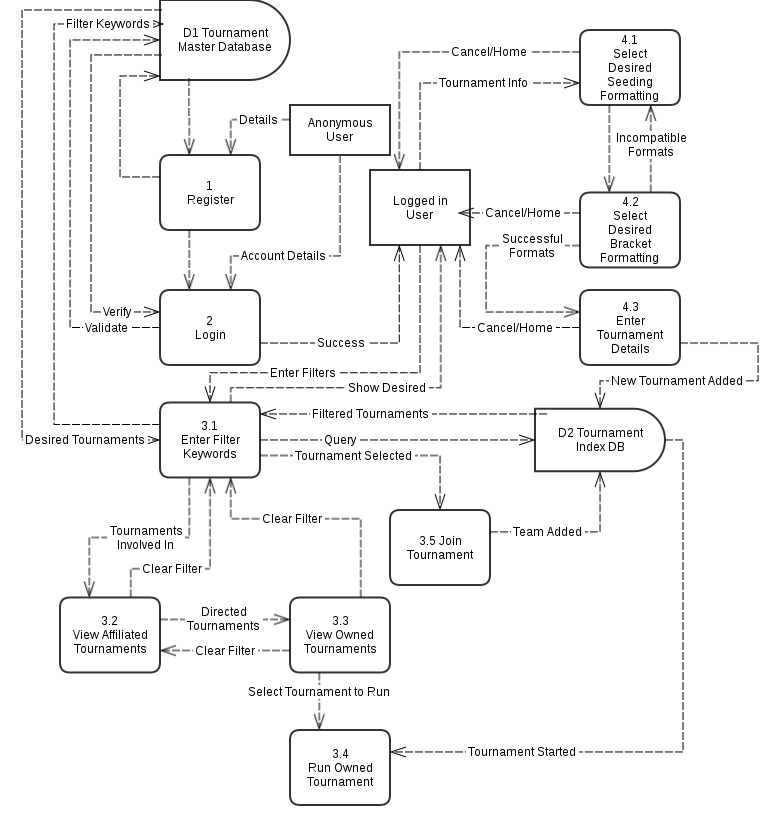 Filter Keywords
D1 Tournament
Master Database
4.1
Select
Desired
Seeding
Formatting
Cancel/Home
Tournament Info
Details
Anonymous
User
Incompatible
Formats
1
Register
Logged in
User
4.2
Select
Desired
Bracket
Formatting
Cancel/Home
Successful
Formats
Account Details
Verify
Validate
2
Login
4.3
Enter
Tournament
Details
Cancel/Home
Success
Enter Filters
Show Desired
New Tournament Added
Filtered Tournaments
3.1
Enter Filter
Keywords
Desired Tournaments
Query
D2 Tournament
Index DB
Tournament Selected
Clear Filter
Tournaments
Involved In
Team Added
3.5 Join
Tournament
Clear Filter
3.2
View Affiliated
Tournaments
Directed
Tournaments
Clear Filter
3.3
View Owned
Tournaments
Select Tournament to Run
3.4
Run Owned
Tournament
Tournament Started